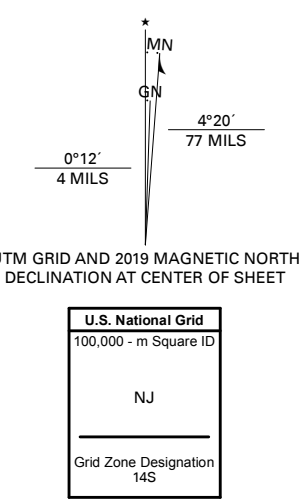 ★
MN
GN
4°20´
77 MILS
0°12´
4 MILS
UTM GRID AND 2019 MAGNETIC NORTH
DECLINATION AT CENTER OF SHEET
U.S. National Grid
100,000 - m Square ID
NJ
Grid Zone Designation
14S